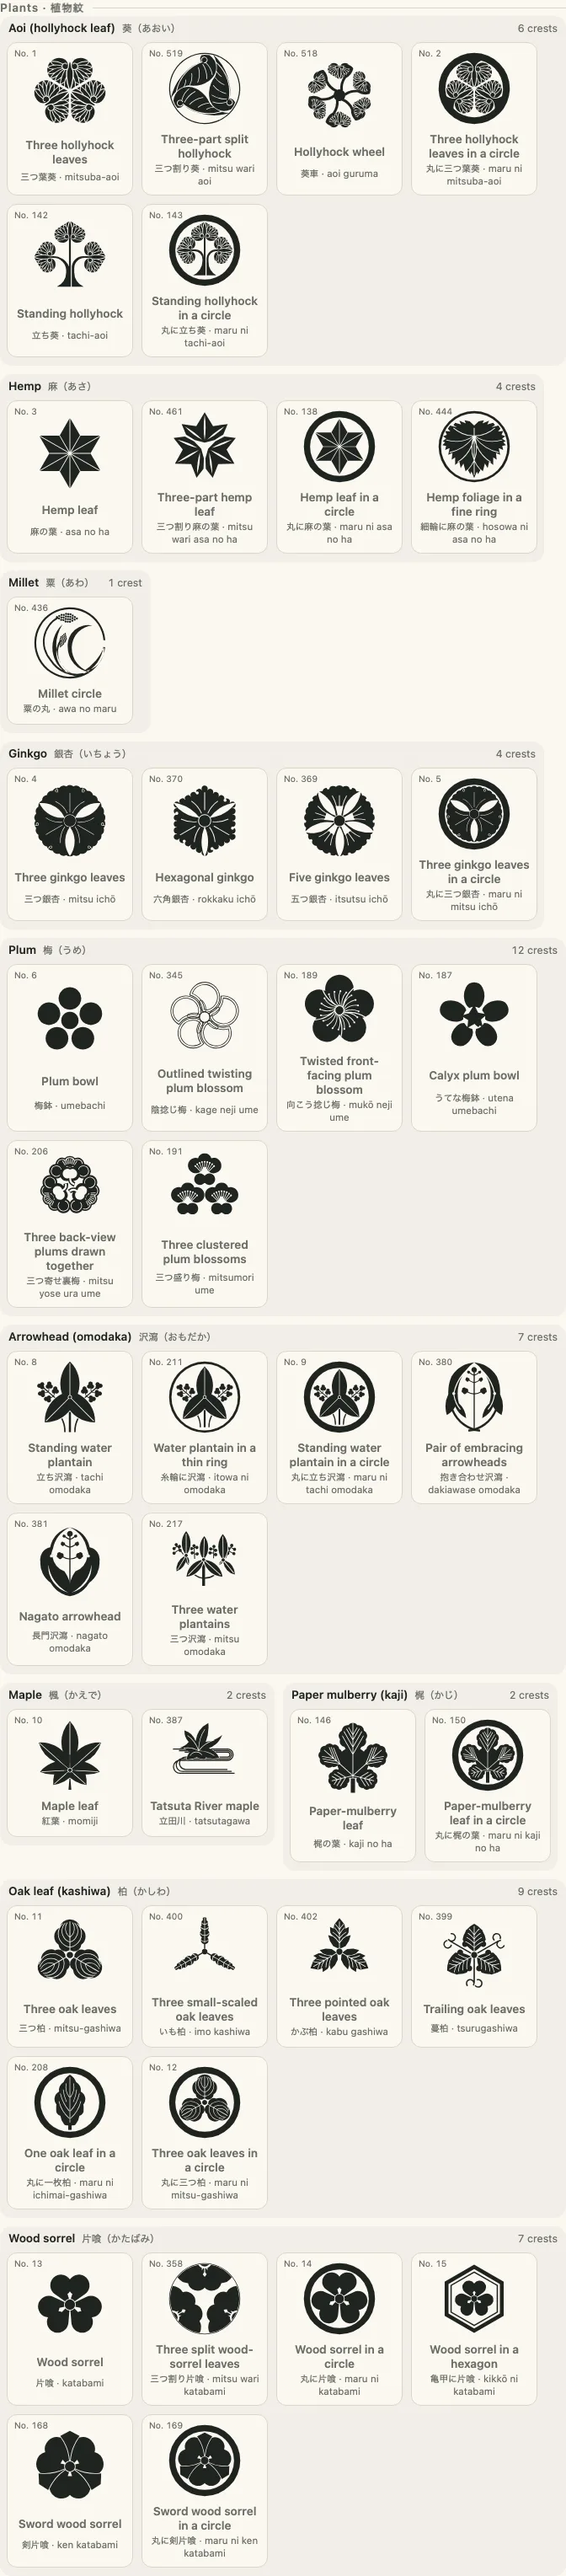 Plants · 植物紋
Aoi (hollyhock leaf) 葵（あおい） 6 crests
No. 1
Three hollyhock
leaves
三つ葉葵 · mitsuba-aoi
No. 519
Three-part split
hollyhock
三つ割り葵 · mitsu wari
aoi
No. 518
Hollyhock wheel
葵車 · aoi guruma
No. 2
Three hollyhock
leaves in a circle
丸に三つ葉葵 · maru ni
mitsuba-aoi
No. 142
Standing hollyhock
立ち葵 · tachi-aoi
No. 143
Standing hollyhock
in a circle
丸に立ち葵 · maru ni
tachi-aoi
Hemp 麻（あさ） 4 crests
No. 3
Hemp leaf
麻の葉 · asa no ha
No. 461
Three-part hemp
leaf
三つ割り麻の葉 · mitsu
wari asa no ha
No. 138
Hemp leaf in a
circle
丸に麻の葉 · maru ni asa
no ha
No. 444
Hemp foliage in a
fine ring
細輪に麻の葉 · hosowa ni
asa no ha
Millet 粟（あわ） 1 crest
No. 436
Millet circle
粟の丸 · awa no maru
Ginkgo 銀杏（いちょう） 4 crests
No. 4
Three ginkgo leaves
三つ銀杏 · mitsu ichō
No. 370
Hexagonal ginkgo
六角銀杏 · rokkaku ichō
No. 369
Five ginkgo leaves
五つ銀杏 · itsutsu ichō
No. 5
Three ginkgo leaves
in a circle
丸に三つ銀杏 · maru ni
mitsu ichō
Plum 梅（うめ） 12 crests
No. 6
Plum bowl
梅鉢 · umebachi
No. 345
Outlined twisting
plum blossom
陰捻じ梅 · kage neji ume
No. 189
Twisted front-
facing plum
blossom
向こう捻じ梅 · mukō neji
ume
No. 187
Calyx plum bowl
うてな梅鉢 · utena
umebachi
No. 206
Three back-view
plums drawn
together
三つ寄せ裏梅 · mitsu
yose ura ume
No. 191
Three clustered
plum blossoms
三つ盛り梅 · mitsumori
ume
Arrowhead (omodaka) 沢瀉（おもだか） 7 crests
No. 8
Standing water
plantain
立ち沢瀉 · tachi
omodaka
No. 211
Water plantain in a
thin ring
糸輪に沢瀉 · itowa ni
omodaka
No. 9
Standing water
plantain in a circle
丸に立ち沢瀉 · maru ni
tachi omodaka
No. 380
Pair of embracing
arrowheads
抱き合わせ沢瀉 ·
dakiawase omodaka
No. 381
Nagato arrowhead
長門沢瀉 · nagato
omodaka
No. 217
Three water
plantains
三つ沢瀉 · mitsu
omodaka
Maple 楓（かえで） 2 crests
No. 10
Maple leaf
紅葉 · momiji
No. 387
Tatsuta River maple
立田川 · tatsutagawa
Paper mulberry (kaji) 梶（かじ） 2 crests
No. 146
Paper-mulberry
leaf
梶の葉 · kaji no ha
No. 150
Paper-mulberry
leaf in a circle
丸に梶の葉 · maru ni kaji
no ha
Oak leaf (kashiwa) 柏（かしわ） 9 crests
No. 11
Three oak leaves
三つ柏 · mitsu-gashiwa
No. 400
Three small-scaled
oak leaves
いも柏 · imo kashiwa
No. 402
Three pointed oak
leaves
かぶ柏 · kabu gashiwa
No. 399
Trailing oak leaves
蔓柏 · tsurugashiwa
No. 208
One oak leaf in a
circle
丸に一枚柏 · maru ni
ichimai-gashiwa
No. 12
Three oak leaves in
a circle
丸に三つ柏 · maru ni
mitsu-gashiwa
Wood sorrel 片喰（かたばみ） 7 crests
No. 13
Wood sorrel
片喰 · katabami
No. 358
Three split wood-
sorrel leaves
三つ割り片喰 · mitsu wari
katabami
No. 14
Wood sorrel in a
circle
丸に片喰 · maru ni
katabami
No. 15
Wood sorrel in a
hexagon
亀甲に片喰 · kikkō ni
katabami
No. 168
Sword wood sorrel
剣片喰 · ken katabami
No. 169
Sword wood sorrel
in a circle
丸に剣片喰 · maru ni ken
katabami